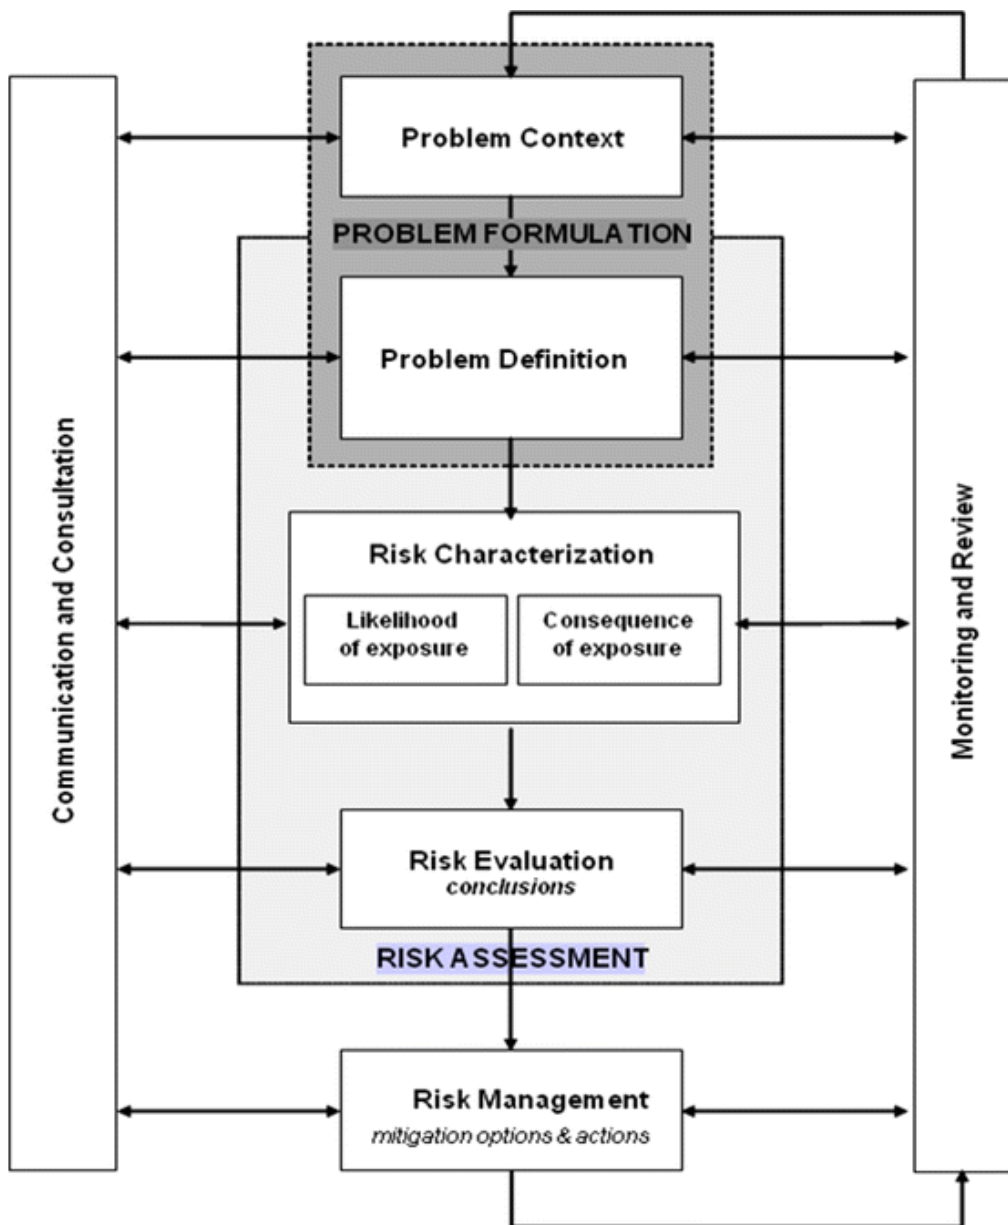 Problem Context
PROBLEM FORMULATION
Problem Definition
Communication and Consultation
Monitoring and Review
Risk Characterization
Likelihood
of exposure
Consequence
of exposure
Risk Evaluation
conclusions
RISK ASSESSMENT
Risk Management
mitigation options & actions